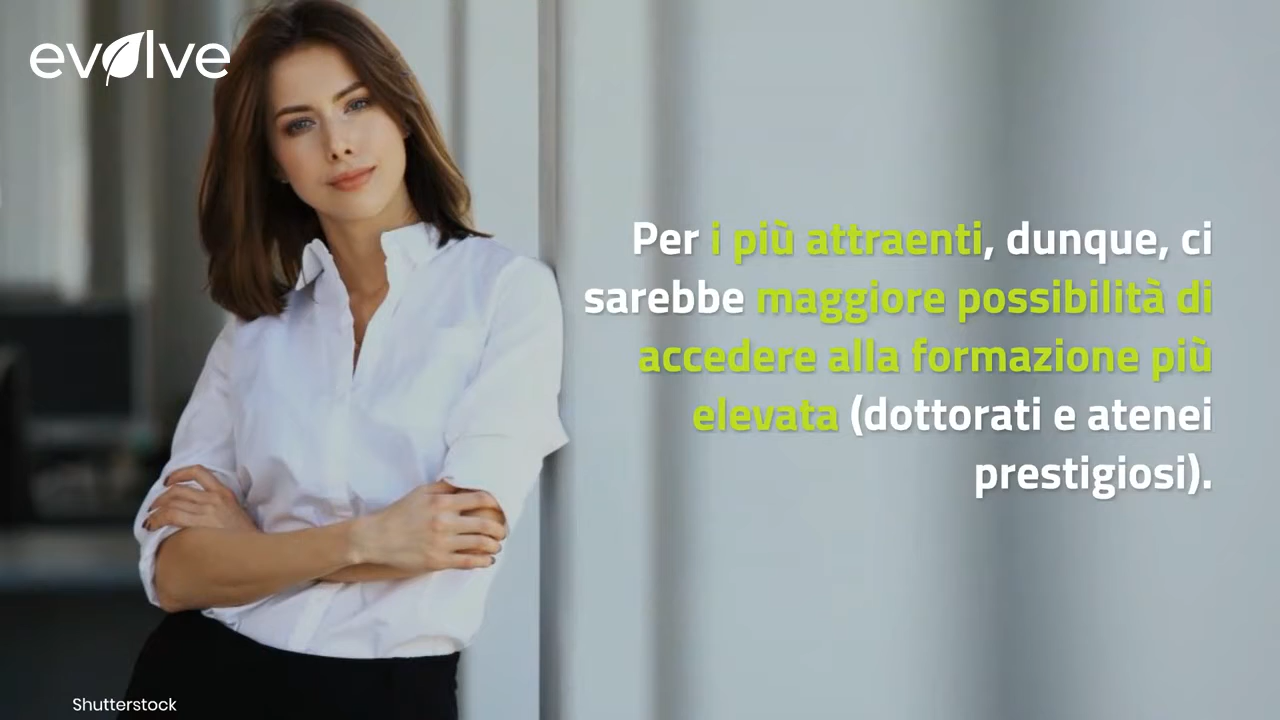 evolve
Per i più attraenti, dunque, ci
sarebbe maggiore possibilità di
accedere alla formazione più
elevata (dottorati e atenei
prestigiosi).
Shutterstock